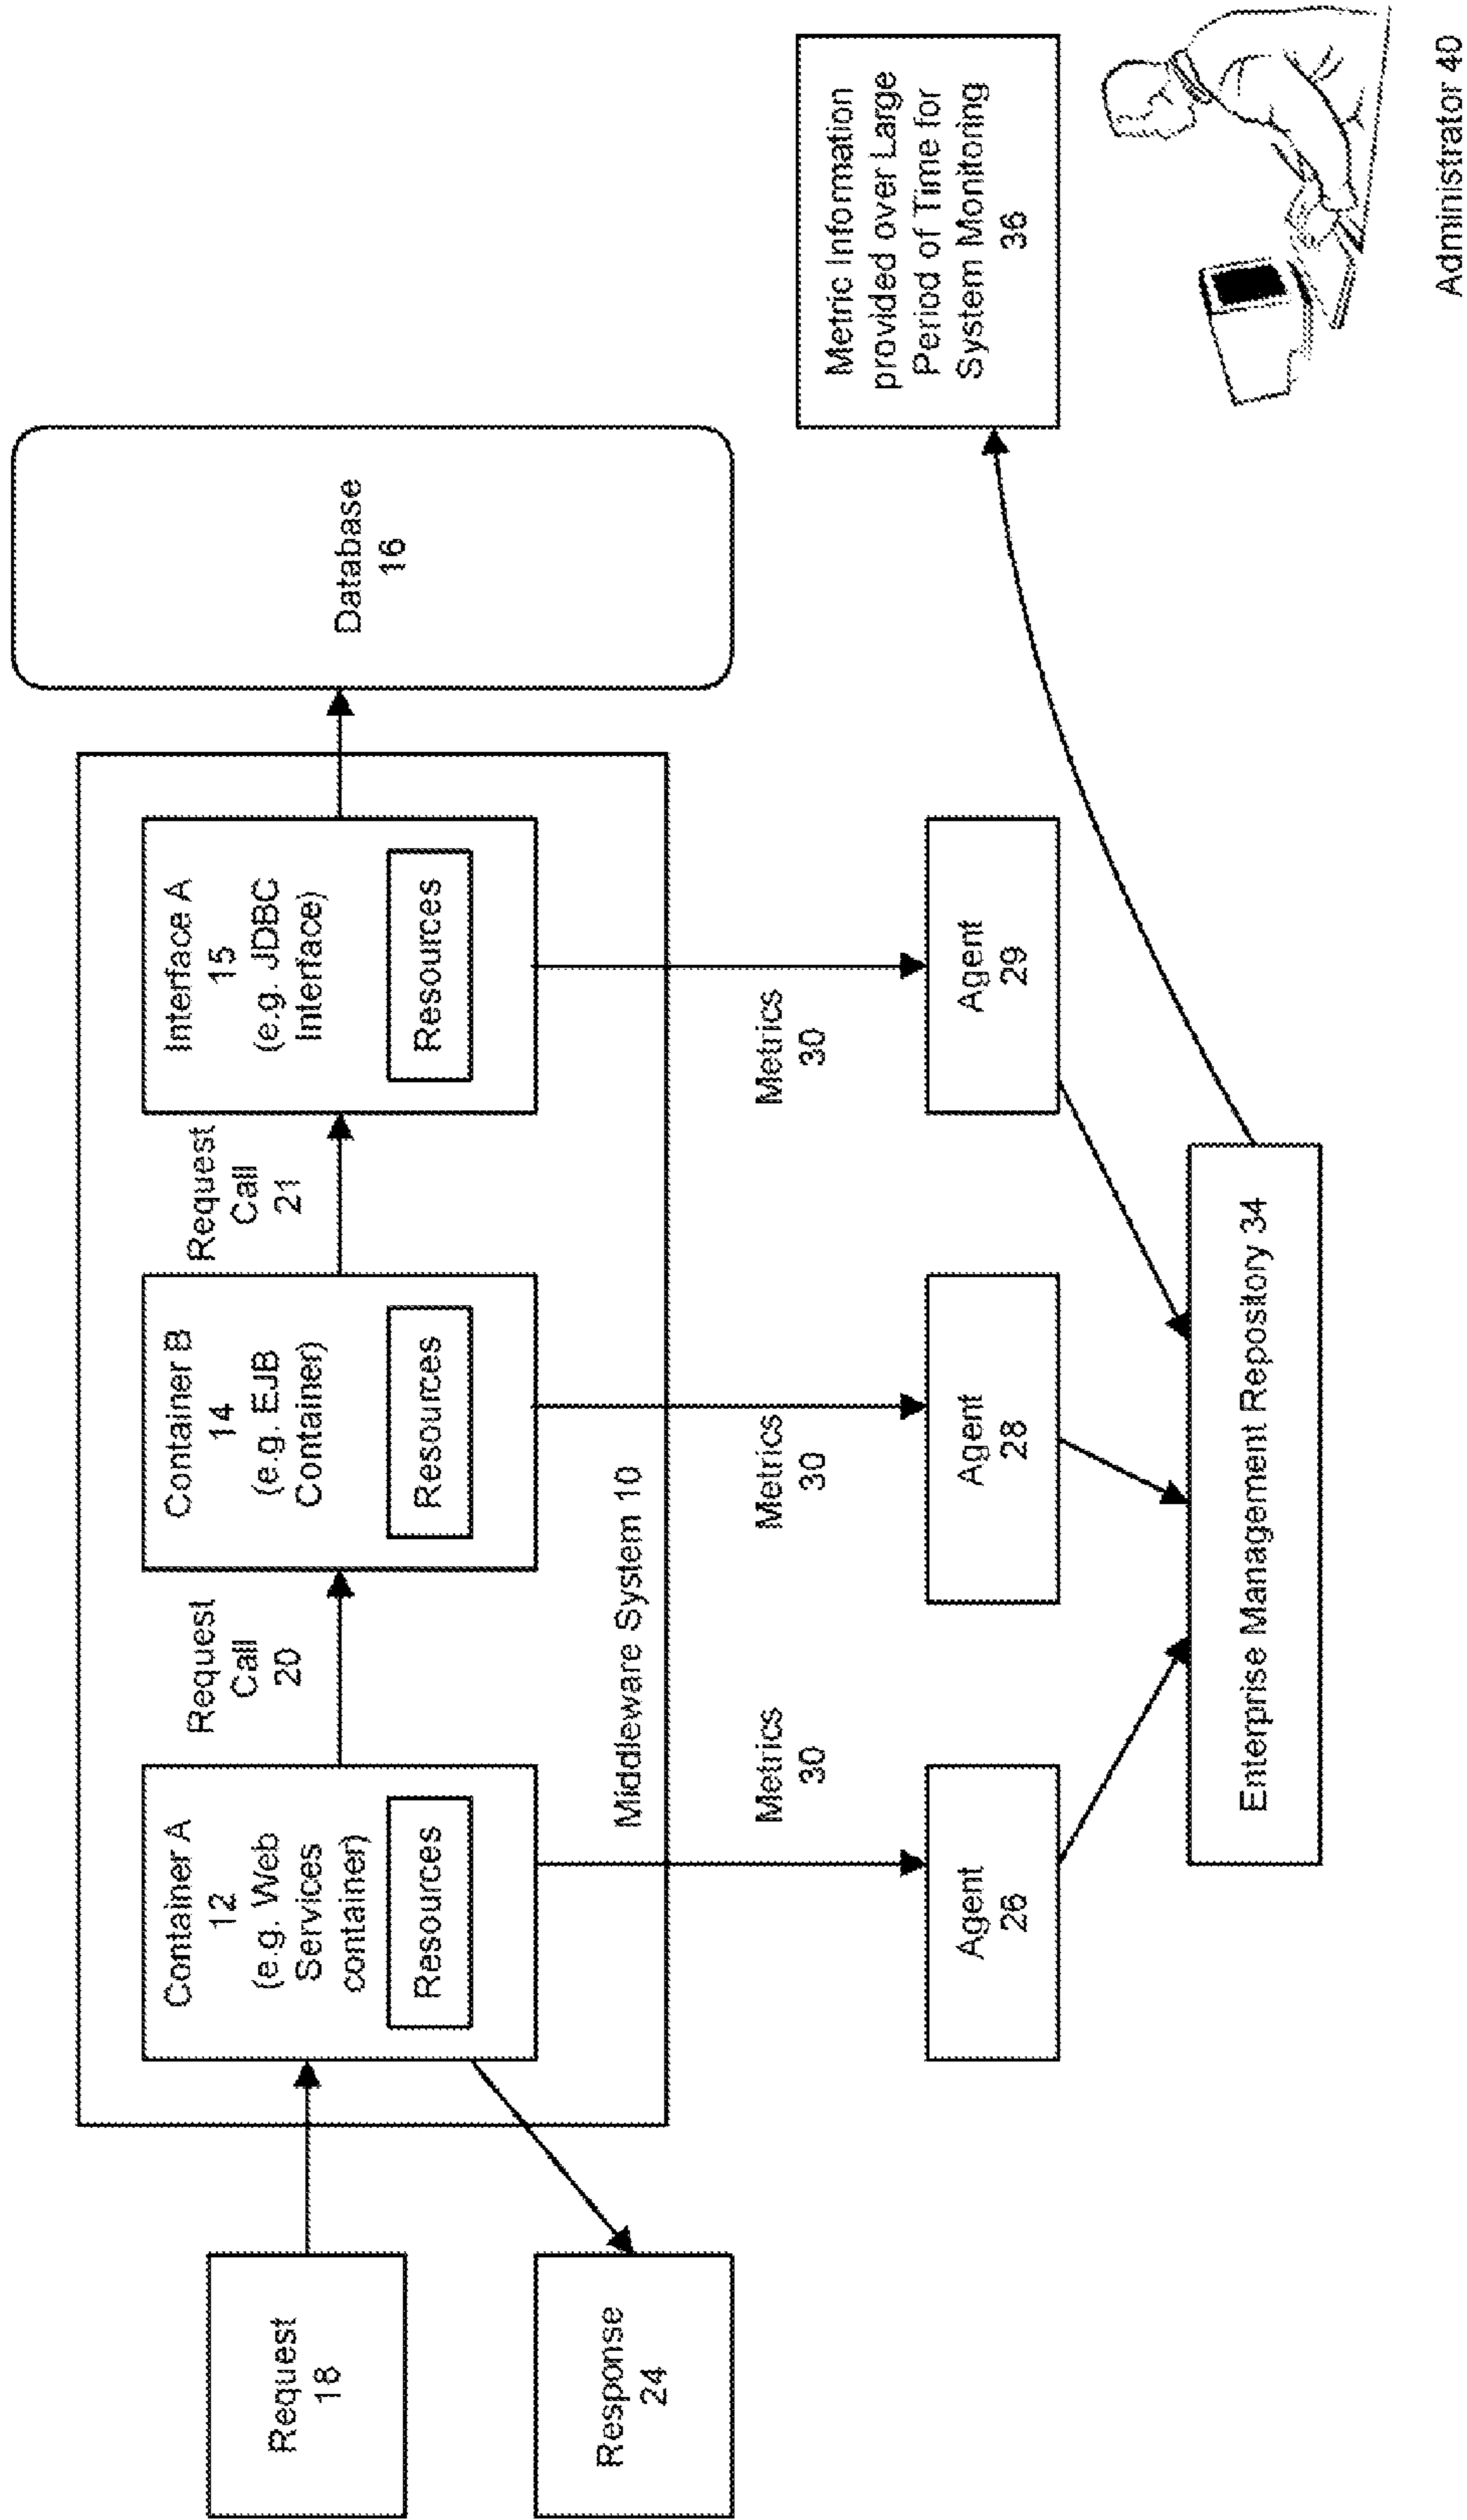 Request
18
Response
24
Container A
12
(e.g. Web
Services
container)
Resources
Request
Call
20
Container B
14
(e.g. EJB
Container)
Resources
Request
Call
21
Interface A
15
(e.g. JDBC
Interface)
Resources
Middleware System 10
Database
16
Metrics
30
Metrics
30
Metrics
30
Agent
26
Agent
28
Agent
29
Enterprise Management Repository 34
Metric Information
provided over Large
Period of Time for
System Monitoring
36
Administrator 40